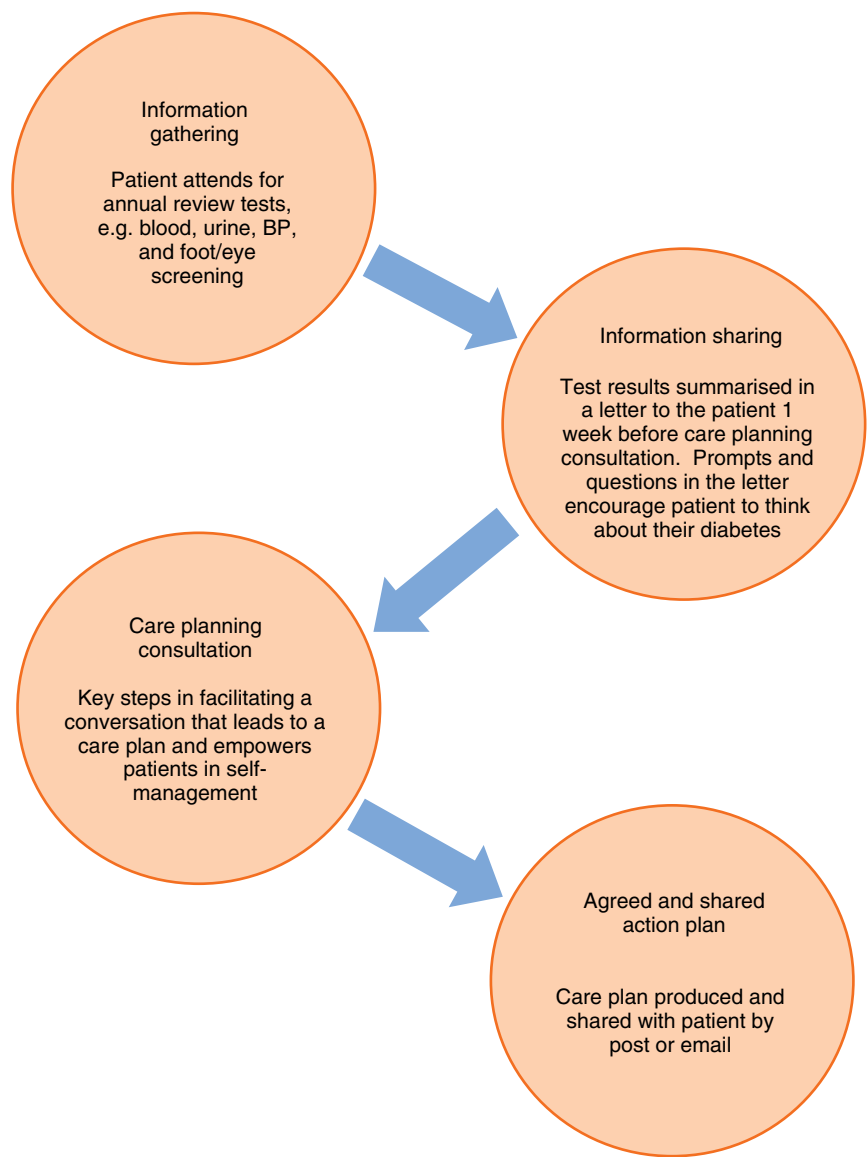 Information
gathering
Patient attends for
annual review tests,
e.g. blood, urine, BP,
and foot/eye
screening
Information sharing
Test results summarised in
a letter to the patient 1
week before care planning
consultation. Prompts and
questions in the letter
encourage patient to think
about their diabetes
Care planning
consultation
Key steps in facilitating a
conversation that leads to a
care plan and empowers
patients in self-
management
Agreed and shared
action plan
Care plan produced and
shared with patient by
post or email